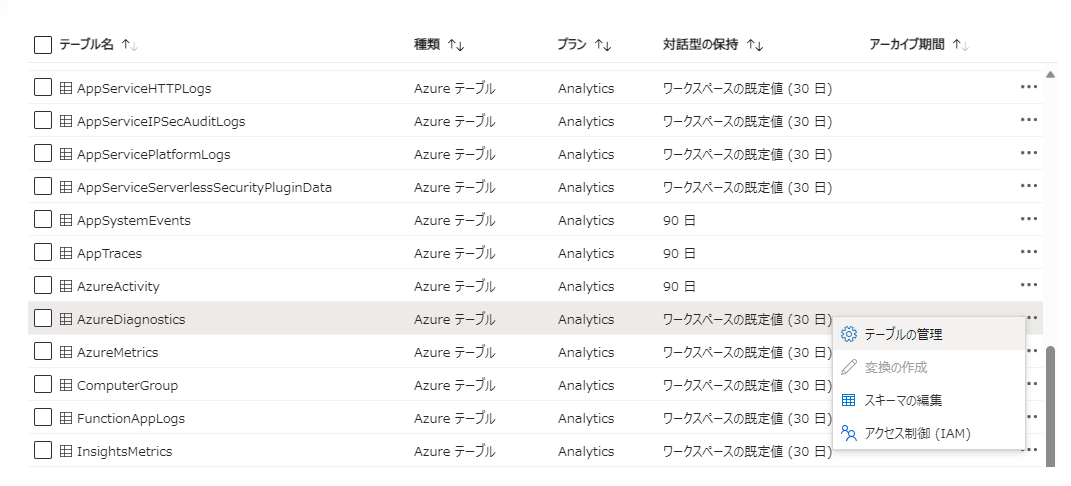 テーブル名 ↑↓ 種類 ↑↓ プラン ↑↓ 対話型の保持 ↑↓ アーカイブ期間 ↑↓
AppServiceHTTPLogs Azure テーブル Analytics ワークスペースの既定値 (30 日) ...
AppServiceIPSecAuditLogs Azure テーブル Analytics ワークスペースの既定値 (30 日) ...
AppServicePlatformLogs Azure テーブル Analytics ワークスペースの既定値 (30 日) ...
AppServiceServerlessSecurityPluginData Azure テーブル Analytics ワークスペースの既定値 (30 日) ...
AppSystemEvents Azure テーブル Analytics 90 日 ...
AppTraces Azure テーブル Analytics 90 日 ...
AzureActivity Azure テーブル Analytics 90 日 ...
AzureDiagnostics Azure テーブル Analytics ワークスペースの既定値 (30 日)
AzureMetrics Azure テーブル Analytics ワークスペースの既定値 (30 日)
ComputerGroup Azure テーブル Analytics ワークスペースの既定値 (30 日)
FunctionAppLogs Azure テーブル Analytics ワークスペースの既定値 (30 日)
InsightsMetrics Azure テーブル Analytics ワークスペースの既定値 (30 日)
テーブルの管理
変換の作成
スキーマの編集
アクセス制御 (IAM)